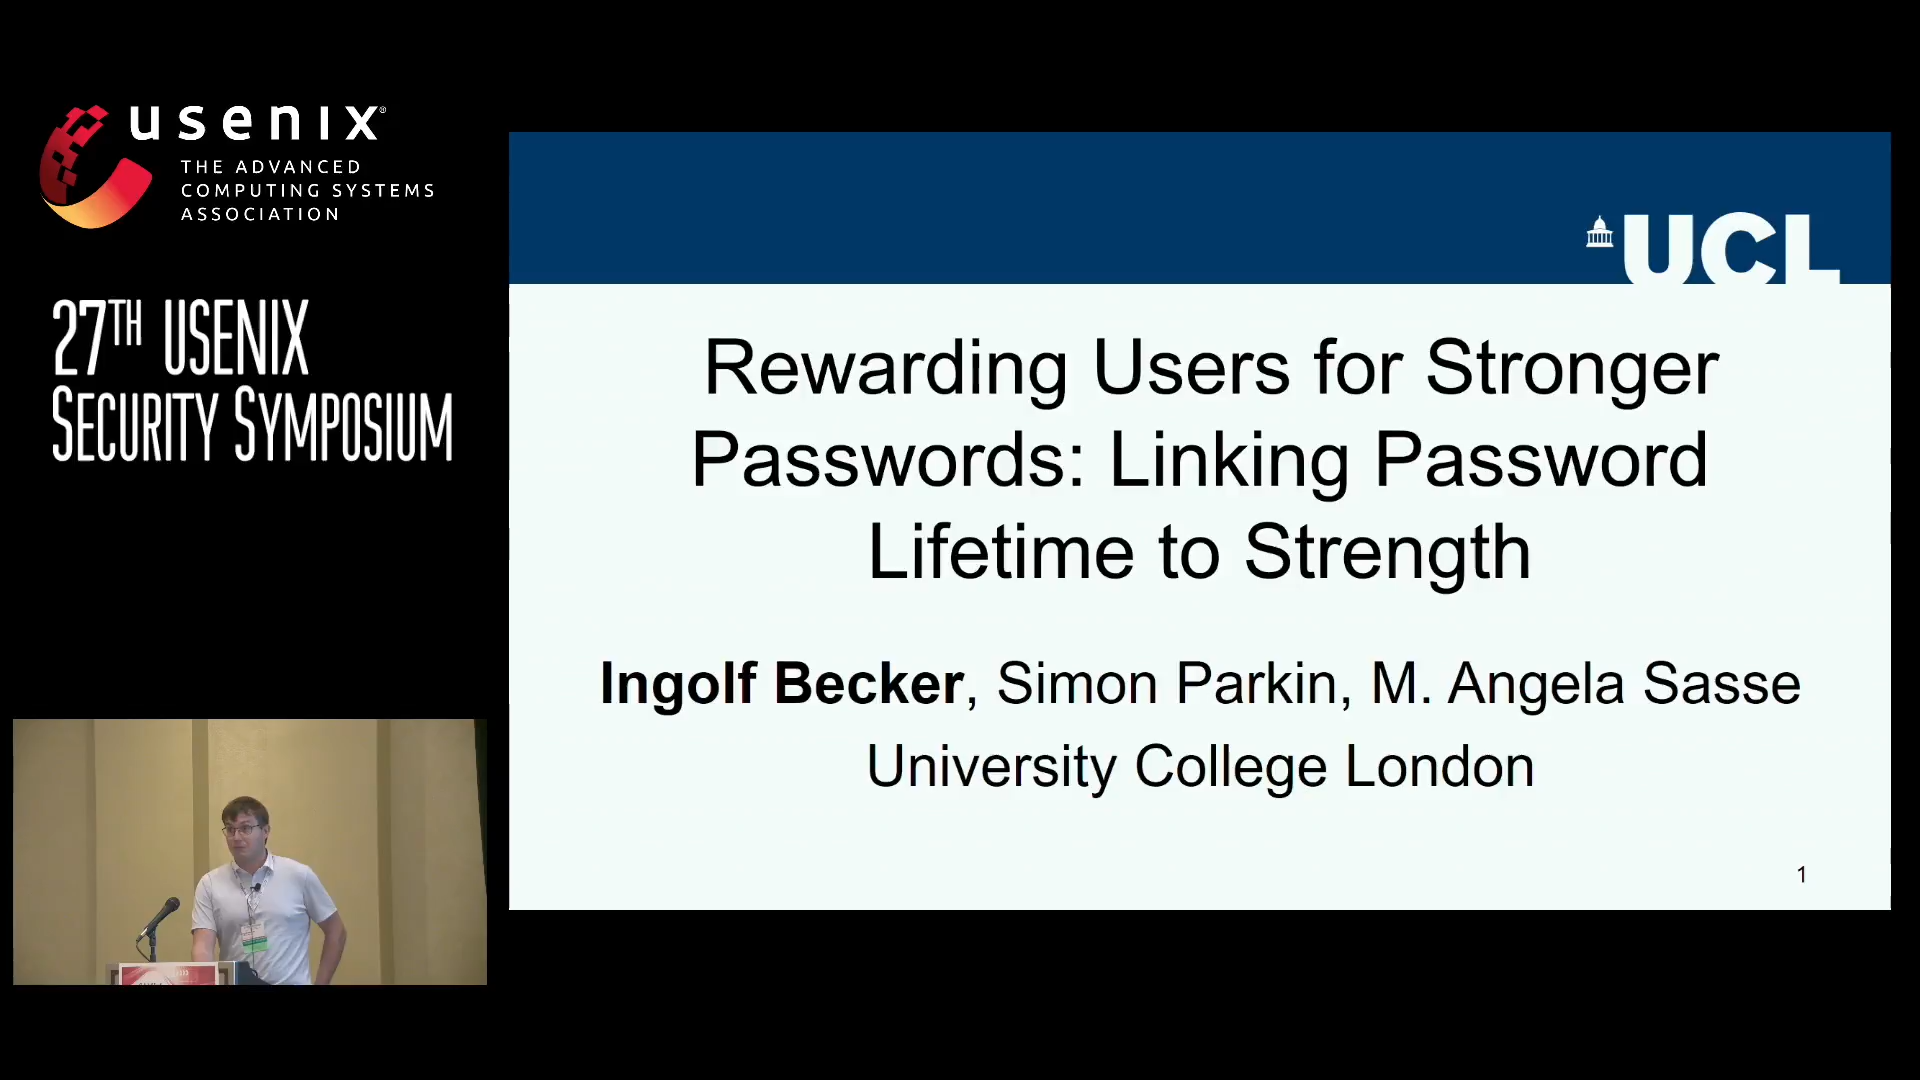 usenix®
THE ADVANCED
COMPUTING SYSTEMS
ASSOCIATION
27TH USENIX
SECURITY SYMPOSIUM
UCL
Rewarding Users for Stronger
Passwords: Linking Password
Lifetime to Strength
Ingolf Becker, Simon Parkin, M. Angela Sasse
University College London
1